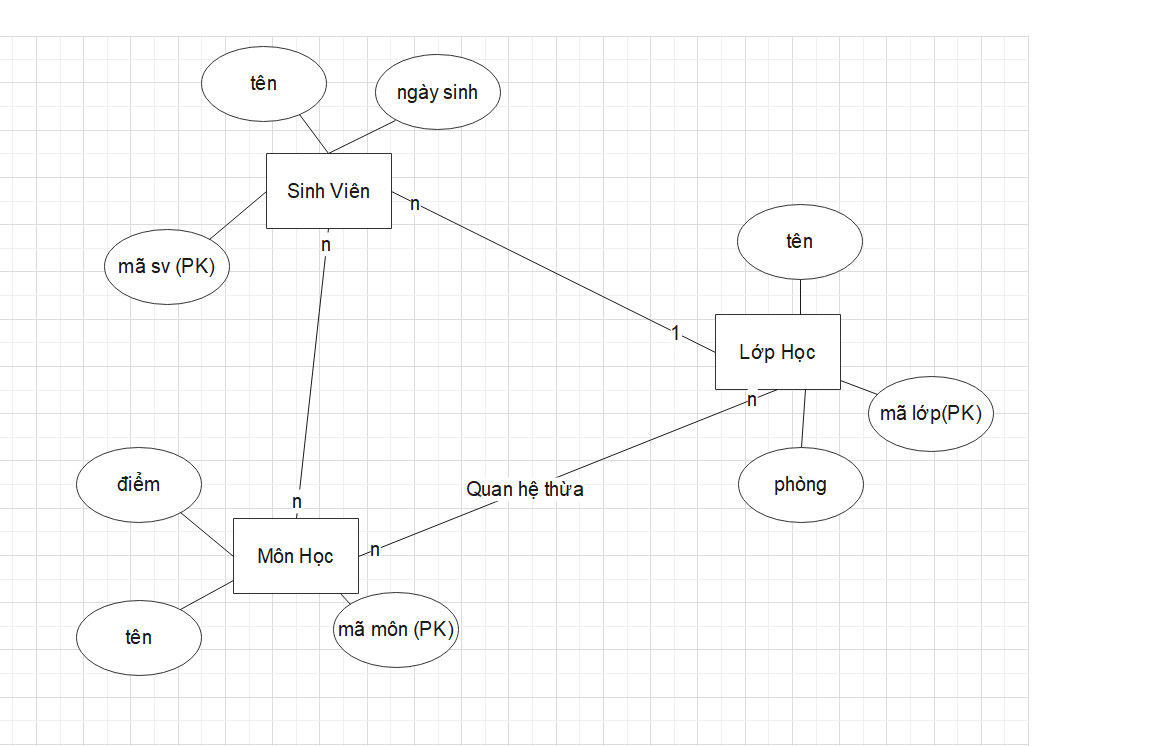 tên
ngày sinh
Sinh Viên
n
mã sv (PK)
n
tên
1
Lớp Học
n
mã lớp(PK)
điểm
Quan hệ thừa
phòng
n
Môn Học
n
tên
mã môn (PK)